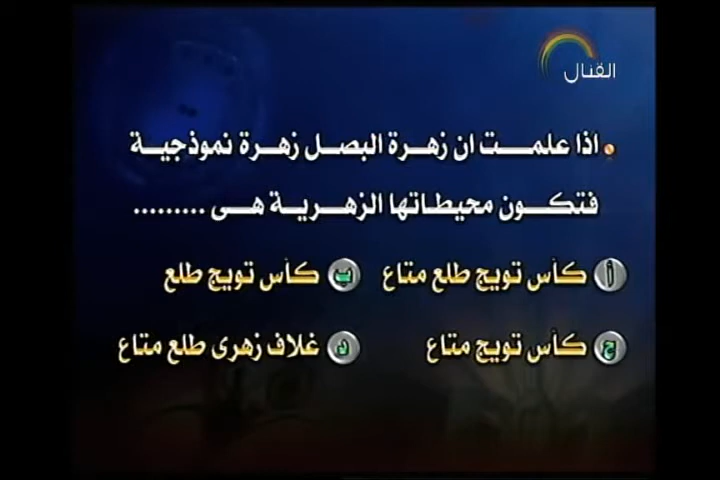 القنال
اذا علمت ان زهرة البصل زهرة نموذجية
فتكون محيطاتها الزهرية هى .........
أ كأس تويج طلع متاع
ب كأس تويج طلع
ج كأس تويج متاع
د غلاف زهرى طلع متاع